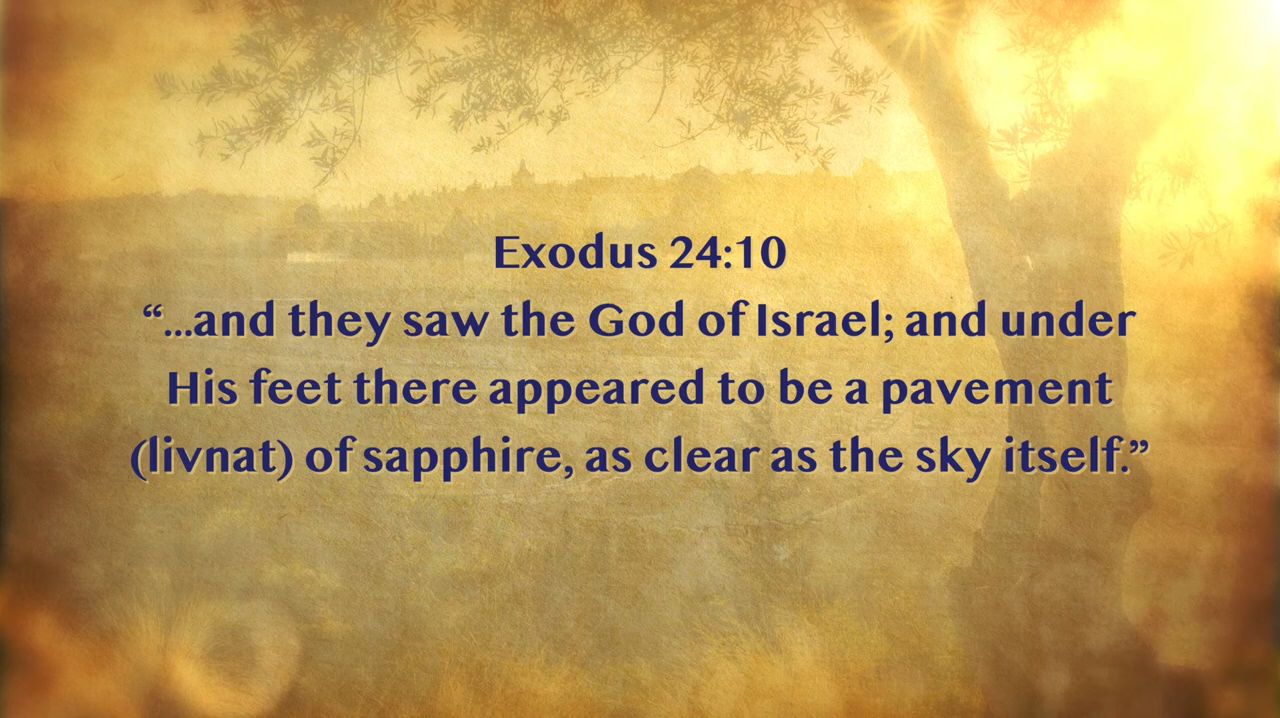 Exodus 24:10
“...and they saw the God of Israel; and under
His feet there appeared to be a pavement
(livnat) of sapphire, as clear as the sky itself.”